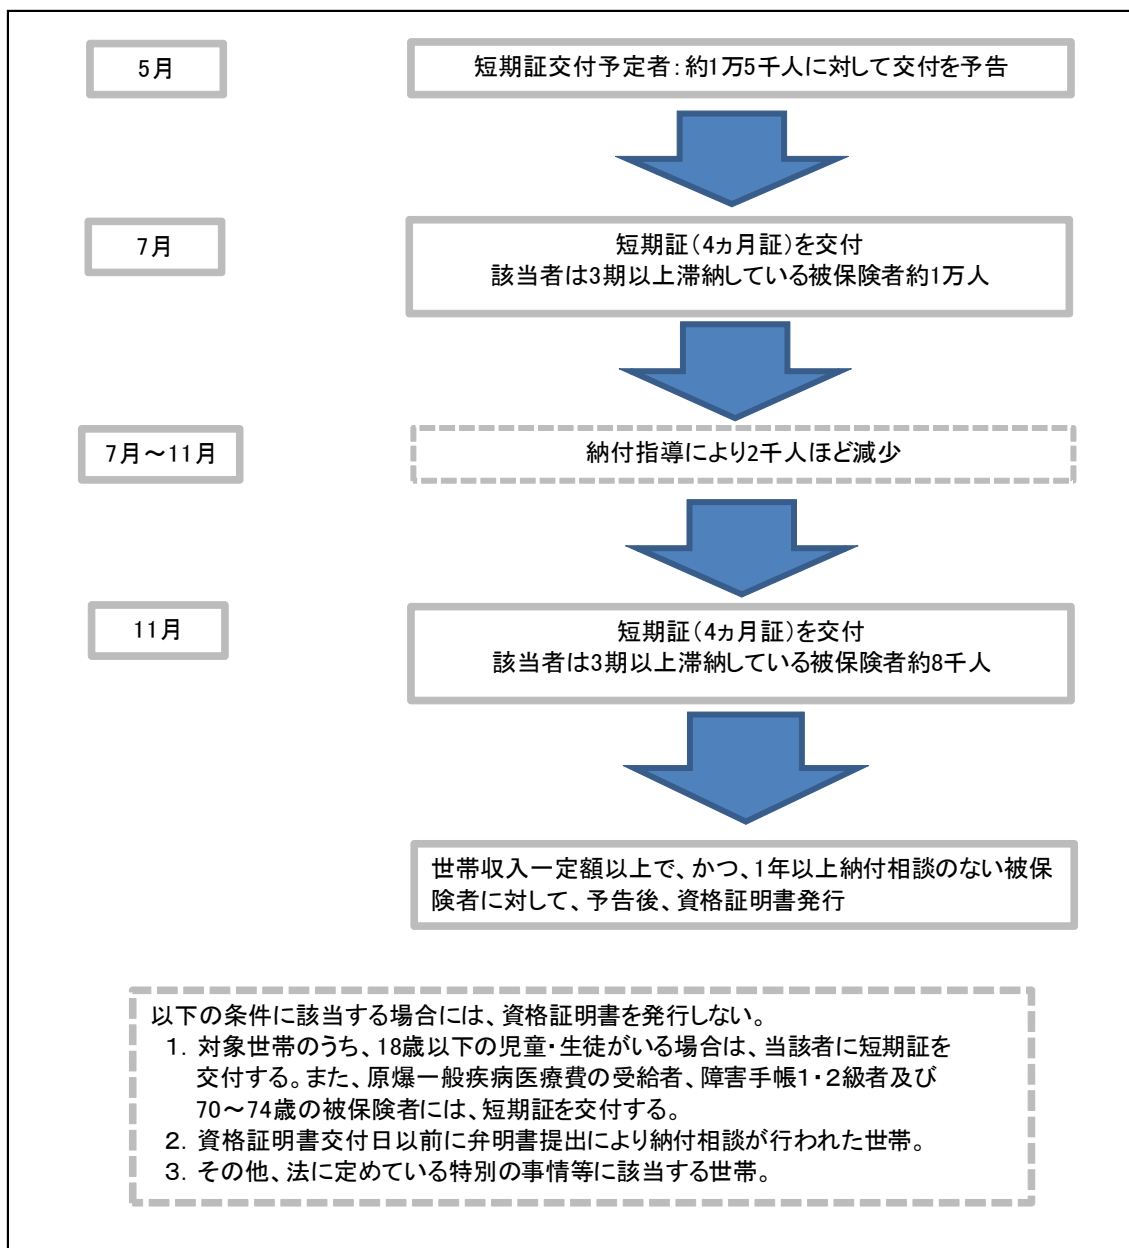 5月
短期証交付予定者：約1万5千人に対して交付を予告
7月
短期証（4ヵ月証）を交付
該当者は3期以上滞納している被保険者約1万人
7月～11月
納付指導により2千人ほど減少
11月
短期証（4ヵ月証）を交付
該当者は3期以上滞納している被保険者約8千人
世帯収入一定額以上で、かつ、1年以上納付相談のない被保
険者に対して、予告後、資格証明書発行
以下の条件に該当する場合には、資格証明書を発行しない。
1．対象世帯のうち、18歳以下の児童・生徒がいる場合は、当該者に短期証を
交付する。また、原爆一般疾病医療費の受給者、障害手帳1・２級者及び
70～74歳の被保険者には、短期証を交付する。
２．資格証明書交付日以前に弁明書提出により納付相談が行われた世帯。
３．その他、法に定めている特別の事情等に該当する世帯。